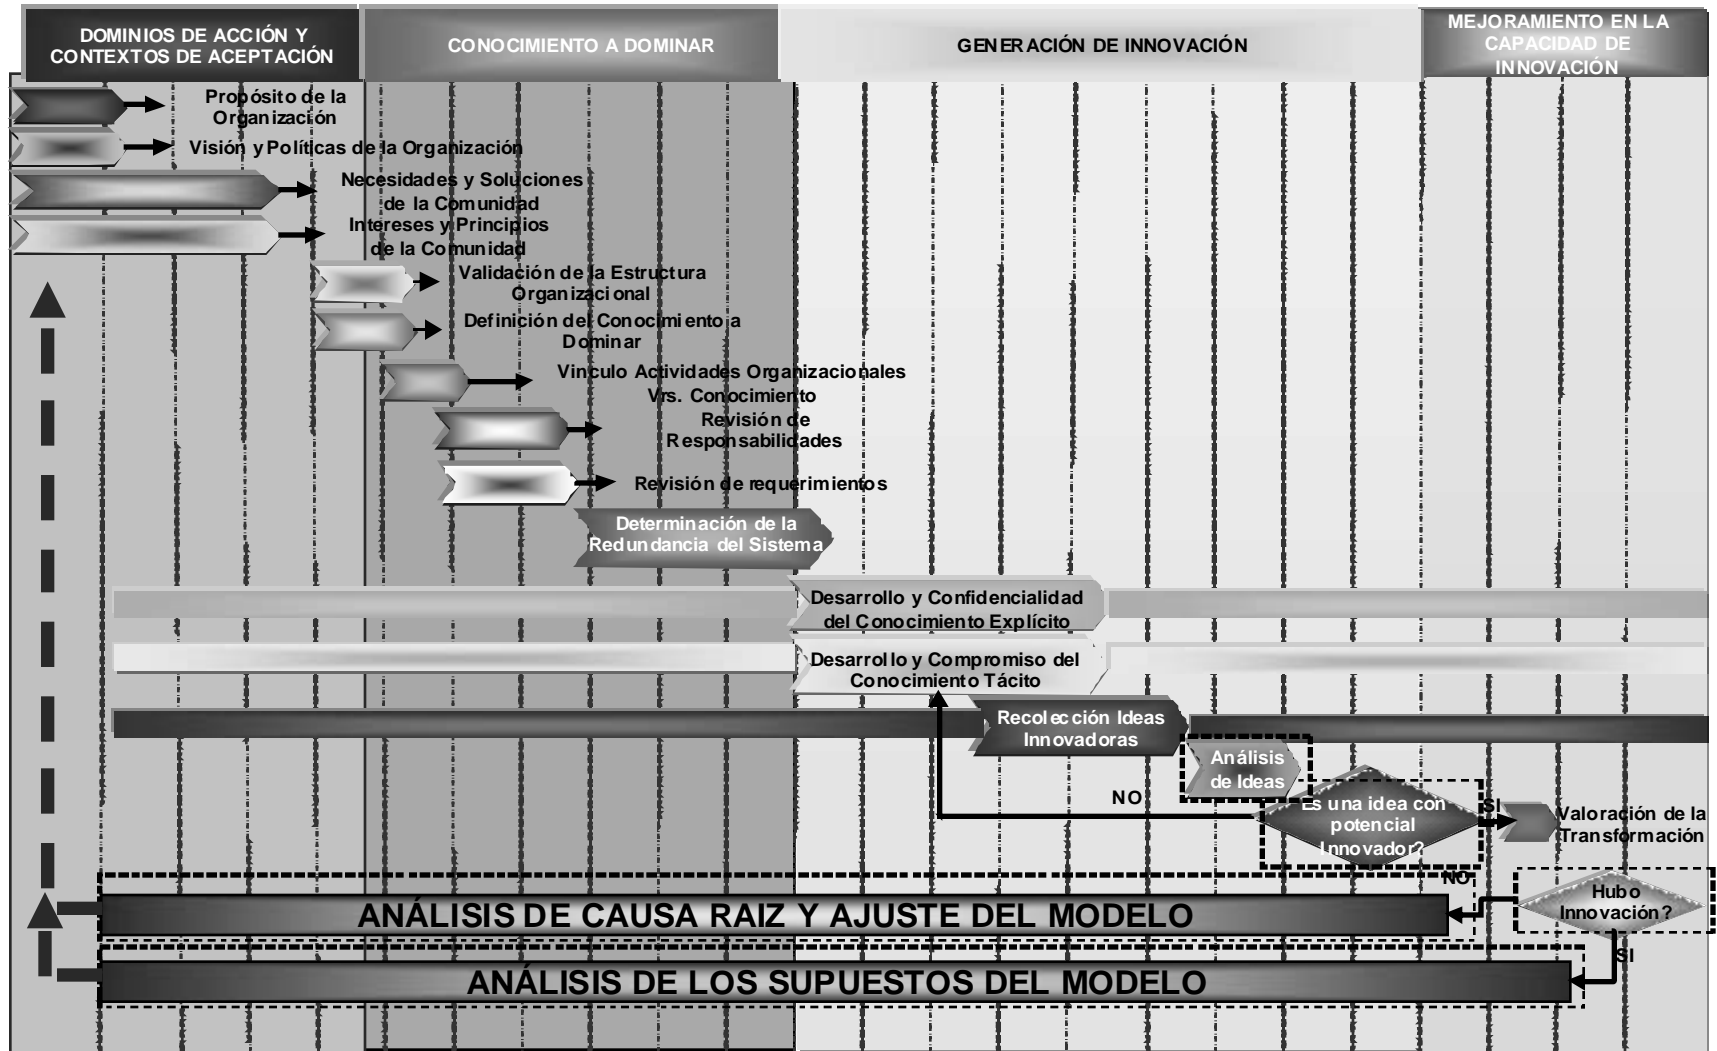 DOMINIOS DE ACCIÓN Y
CONTEXTOS DE ACEPTACIÓN
CONOCIMIENTO A DOMINAR
GENERACIÓN DE INNOVACIÓN
MEJORAMIENTO EN LA
CAPACIDAD DE
INNOVACIÓN
Propósito de la
Organización
Visión y Políticas de la Organización
Necesidades y Soluciones
de la Comunidad
Intereses y Principios
de la Comunidad
Validación de la Estructura
Organizacional
Definición del Conocimiento a
Dominar
Vinculo Actividades Organizacionales
Vrs. Conocimiento
Revisión de
Responsabilidades
Revisión de requerimientos
Determinación de la
Redundancia del Sistema
Desarrollo y Confidencialidad
del Conocimiento Explícito
Desarrollo y Compromiso del
Conocimiento Tácito
Recolección Ideas
Innovadoras
Análisis
de Ideas
NO
Es una idea con
potencial
Innovador?
SI
Valoración de la
Transformación
NO
Hubo
Innovación?
ANÁLISIS DE CAUSA RAIZ Y AJUSTE DEL MODELO
SI
ANÁLISIS DE LOS SUPUESTOS DEL MODELO